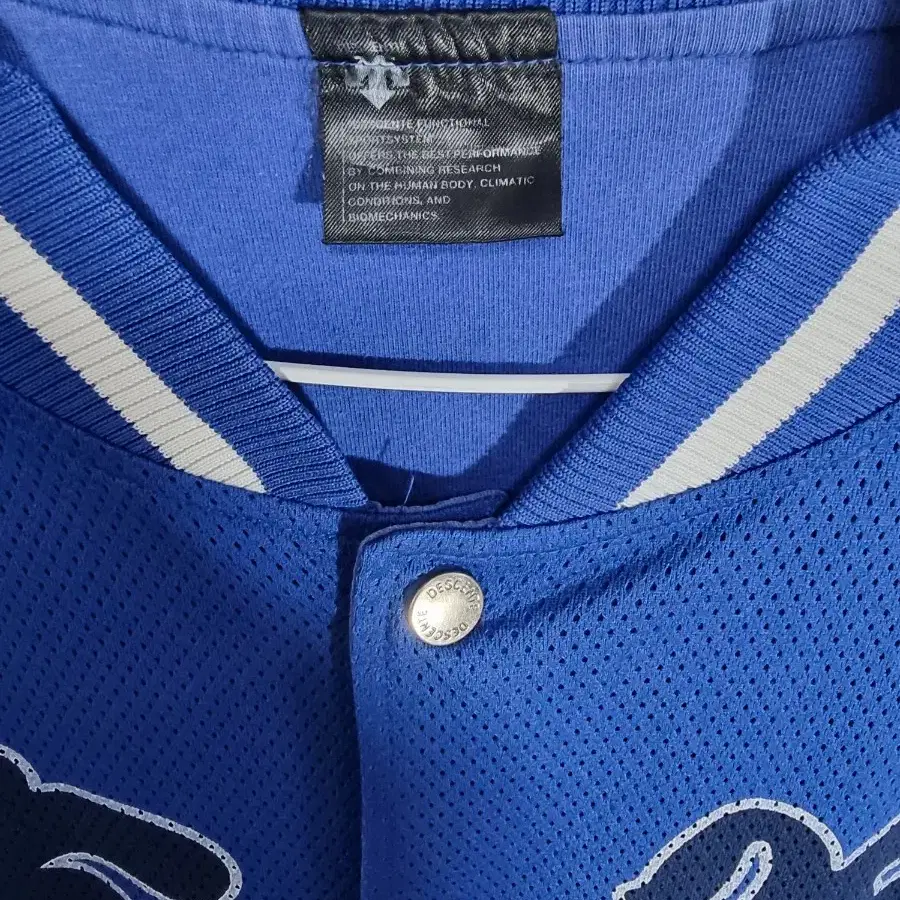 DESCENTE FUNCTIONAL
SPORTSYSTEM
OFFERS THE BEST PERFORMANCE
BY COMBINING RESEARCH
ON THE HUMAN BODY, CLIMATIC
CONDITIONS, AND
BIOMECHANICS.
DESCENTE DESCENTE